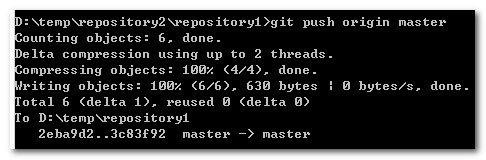 D:\temp\repository2\repository1>git push origin master
Counting objects: 6, done.
Delta compression using up to 2 threads.
Compressing objects: 100% (4/4), done.
Writing objects: 100% (6/6), 630 bytes | 0 bytes/s, done.
Total 6 (delta 1), reused 0 (delta 0)
To D:\temp\repository1
   2eba9d2..3c83f92  master -> master